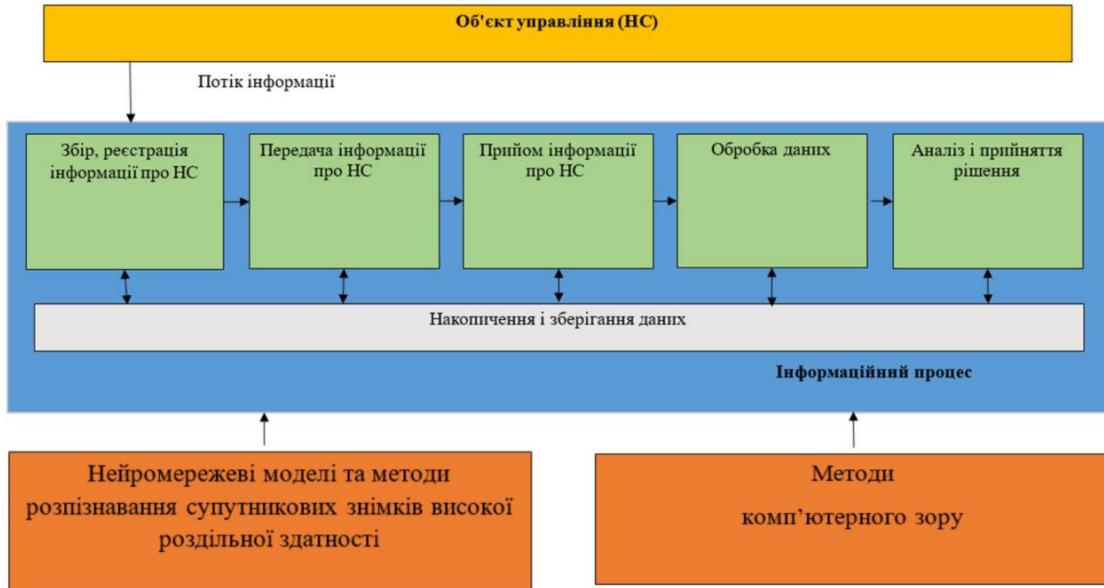 Об'єкт управління (НС)
Потік інформації
Збір, реєстрація
інформації про НС
Передача інформації
про НС
Прийом інформації
про НС
Обробка даних
Аналіз і прийняття
рішення
Накопичення і зберігання даних
Інформаційний процес
Нейромережеві моделі та методи
розпізнавання супутникових знімків високої
роздільної здатності
Методи
комп’ютерного зору